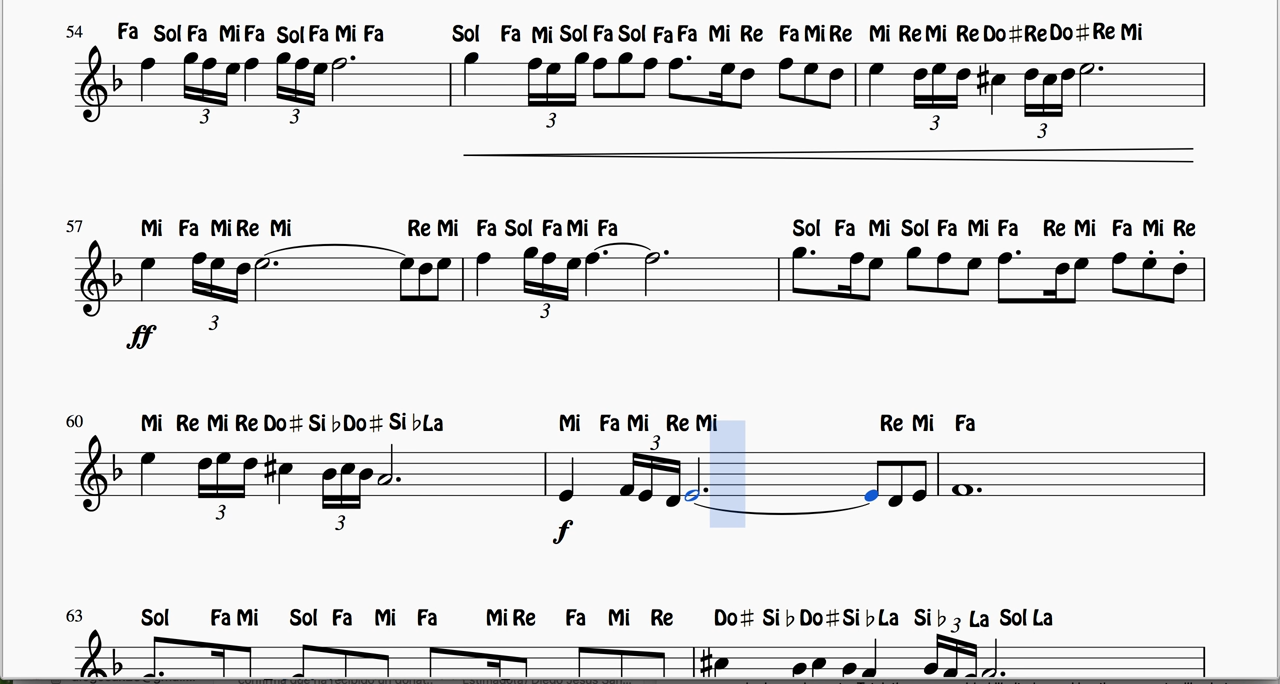 54 Fa Sol Fa Mi Fa Sol Fa Mi Fa Sol Fa Mi Sol Fa Sol Fa Fa Mi Re Fa Mi Re Mi Re Mi Re Do♯ Re Do♯ Re Mi
3 3 3 3 3
57 Mi Fa Mi Re Mi Re Mi Fa Sol Fa Mi Fa Sol Fa Mi Sol Fa Mi Fa Re Mi Fa Mi Re
3 3
ff
60 Mi Re Mi Re Do♯ Si♭ Do♯ Si♭ La Mi Fa Mi Re Mi Re Mi Fa
3 3 3
f
63 Sol Fa Mi Sol Fa Mi Fa Mi Re Fa Mi Re Do♯ Si♭ Do♯ Si♭ La Si♭ 3 La Sol La